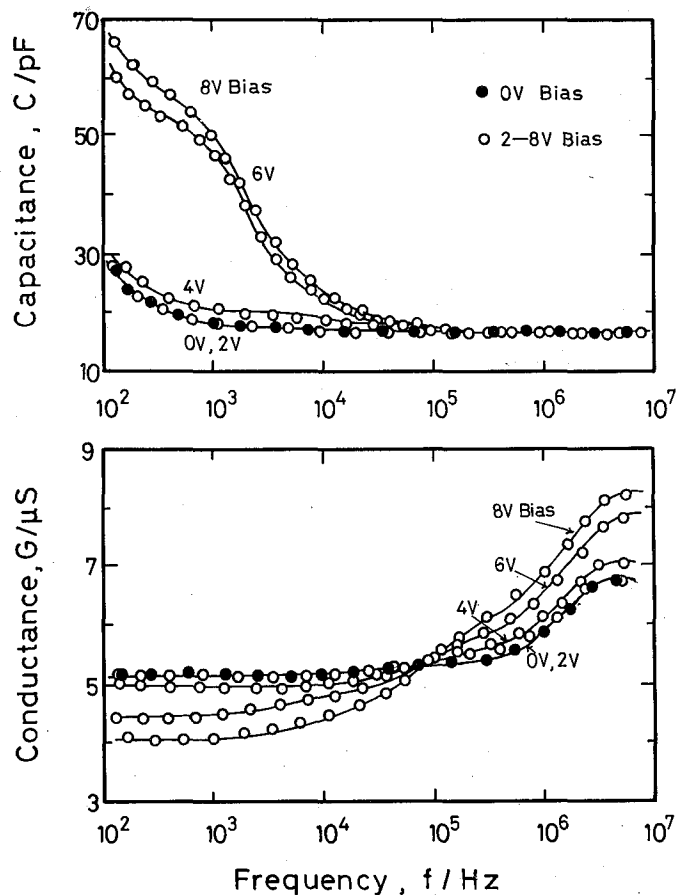 70
50
30
10
Capacitance, C/pF
8V Bias
6V
4V
0V, 2V
● 0V Bias
○ 2–8V Bias
10² 10³ 10⁴ 10⁵ 10⁶ 10⁷
9
7
5
3
Conductance, G/μS
8V Bias
6V
4V
0V, 2V
10² 10³ 10⁴ 10⁵ 10⁶ 10⁷
Frequency, f/Hz